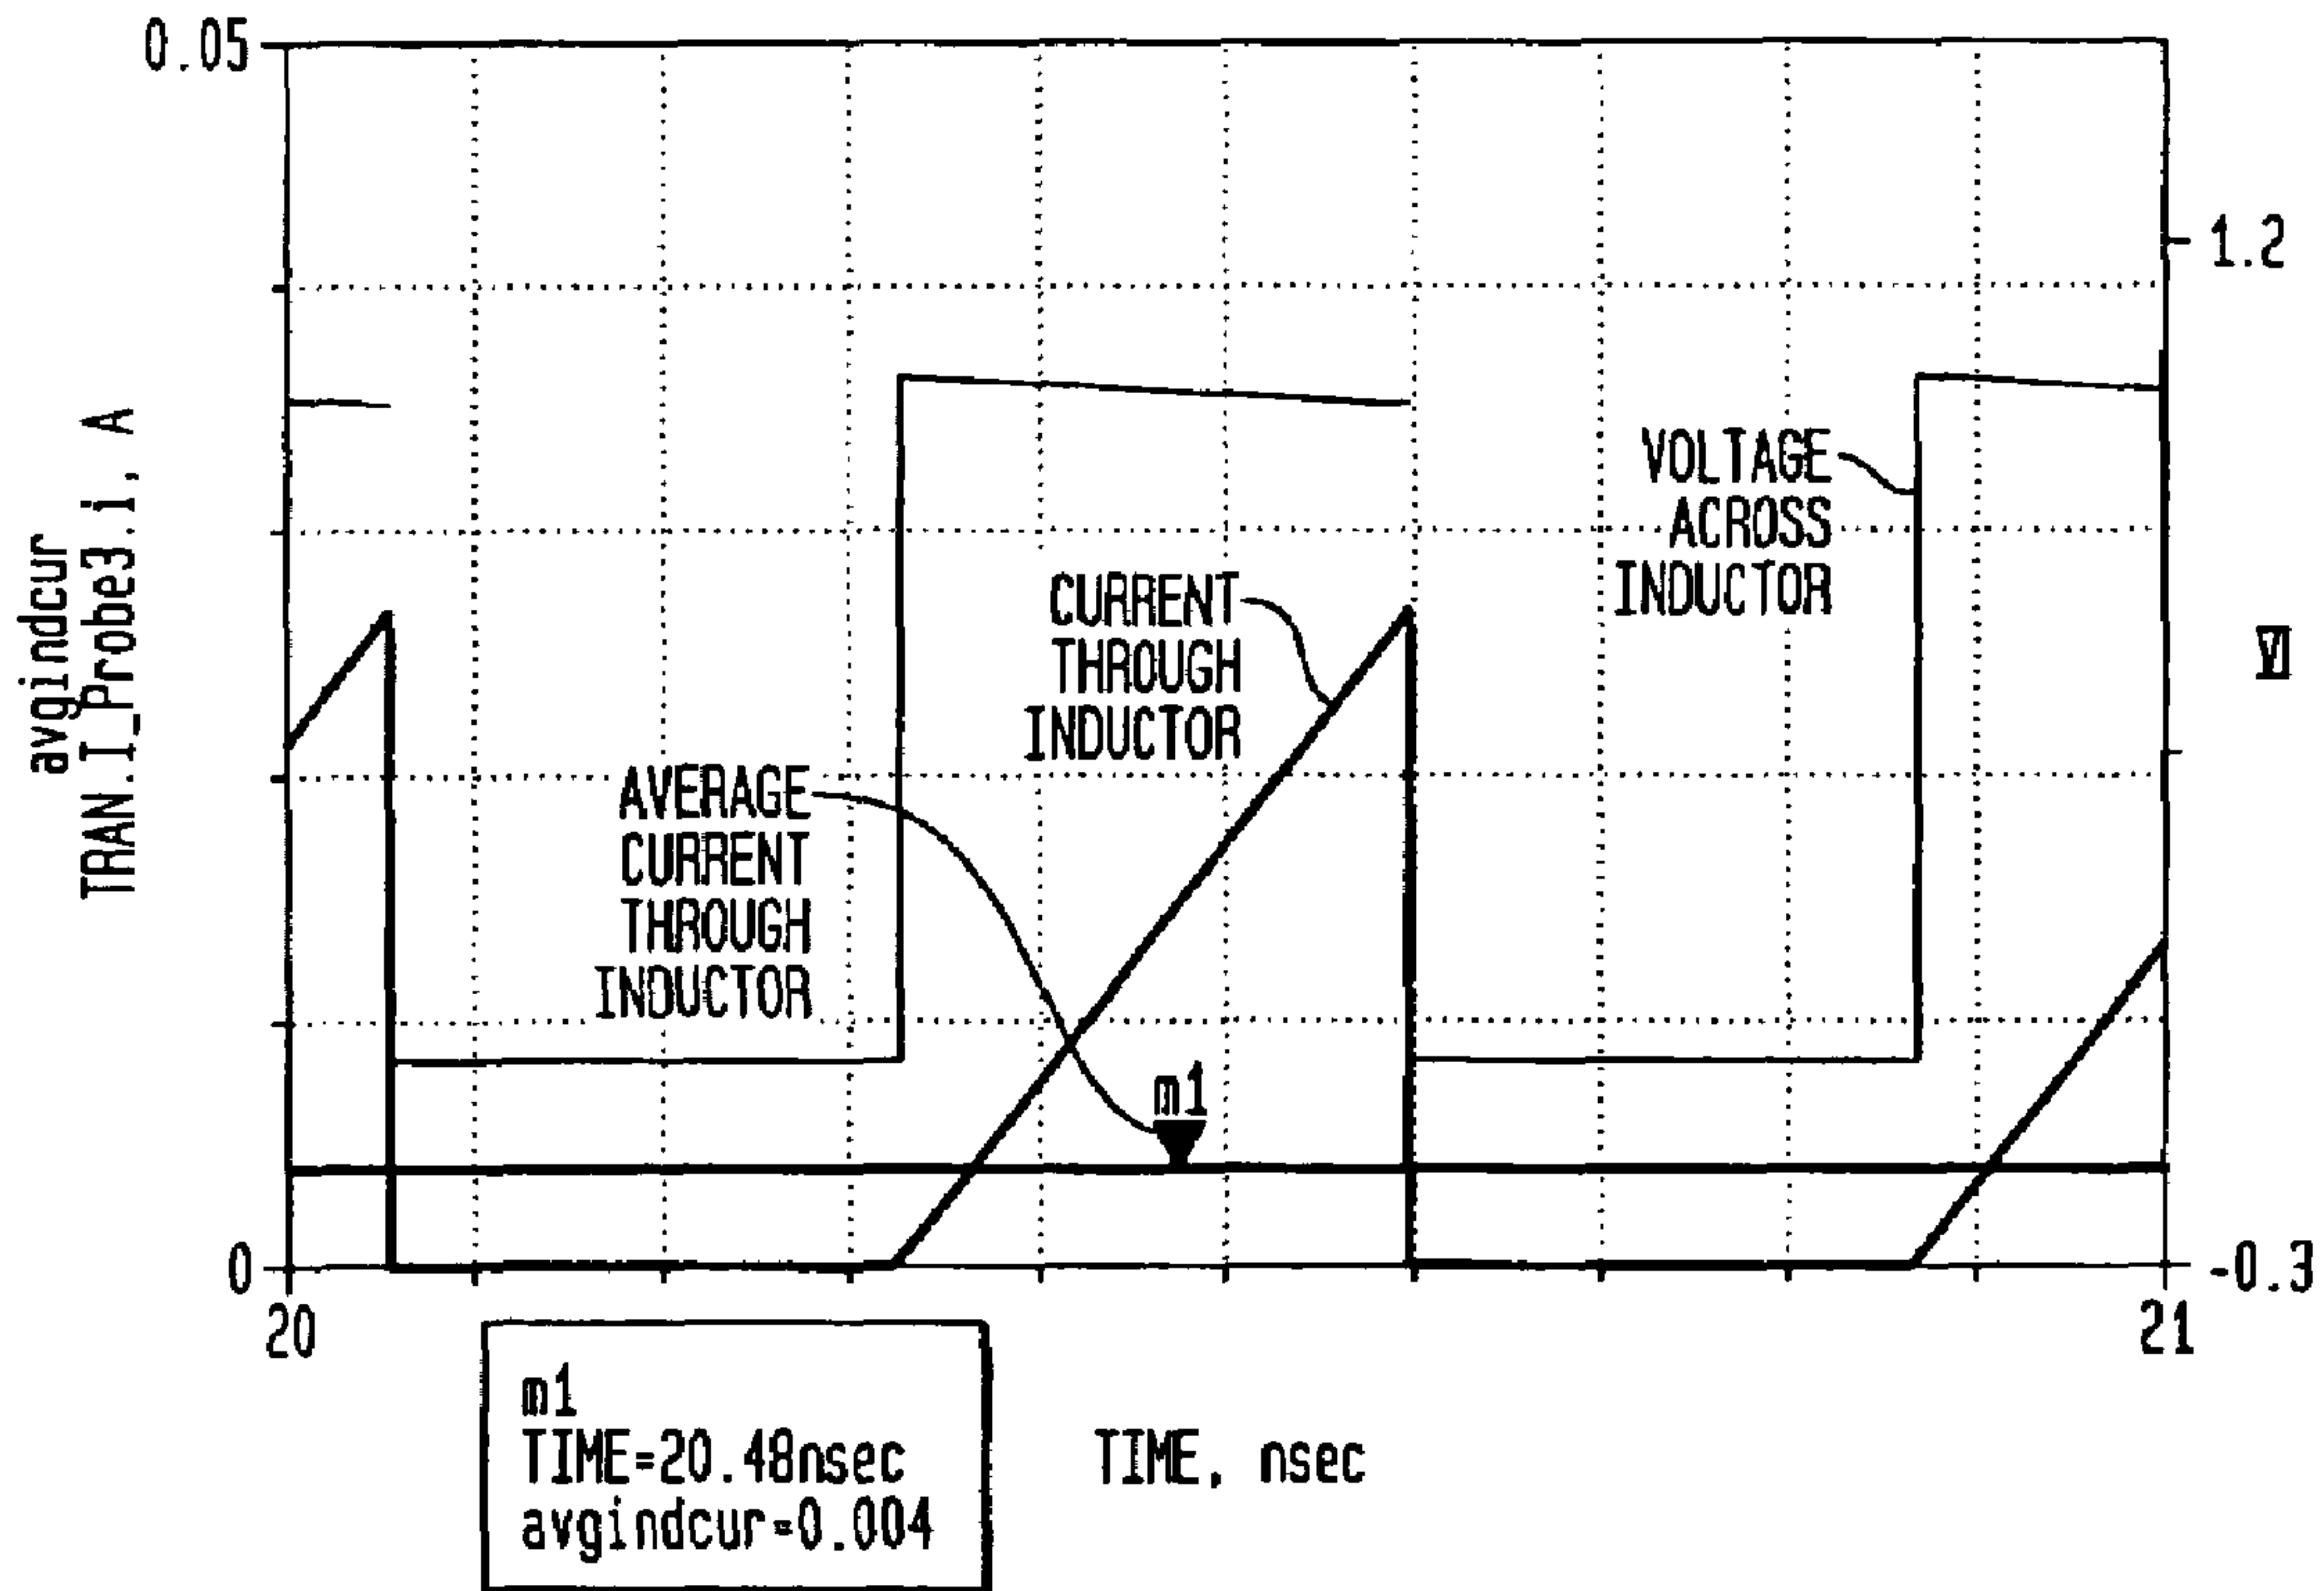 0.05
1.2
avgindcur
TRAN.I_Probe3.i, A
VOLTAGE
ACROSS
INDUCTOR
CURRENT
THROUGH
INDUCTOR
AVERAGE
CURRENT
THROUGH
INDUCTOR
m1
0
-0.3
20
21
m1
TIME=20.48nsec
avgindcur=0.004
TIME, nsec